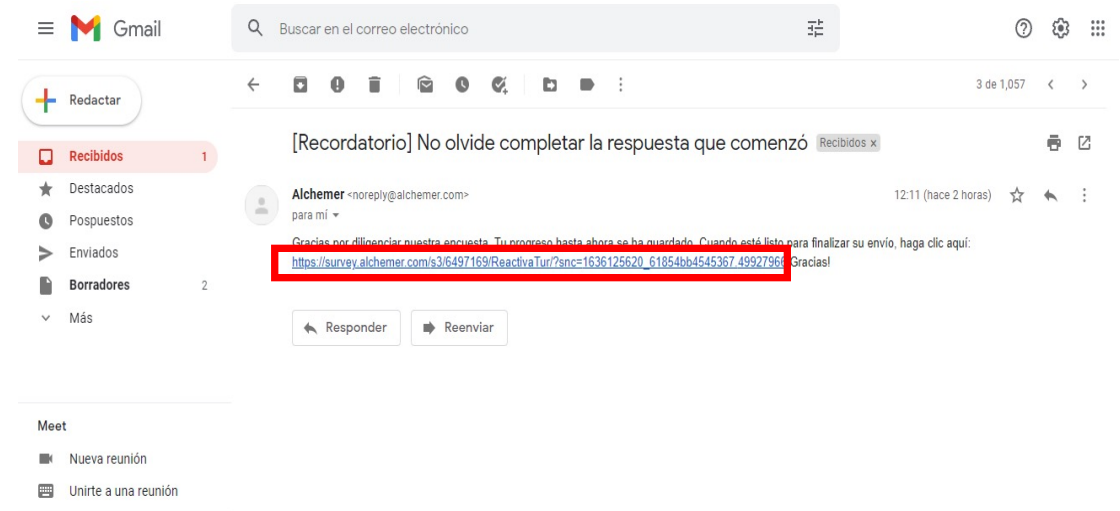 Gmail
Buscar en el correo electrónico
Redactar
3 de 1,057
[Recordatorio] No olvide completar la respuesta que comenzó Recibidos x
Recibidos 1
Destacados
Pospuestos
Enviados
Borradores 2
Más
Alchemer <noreply@alchemer.com> 12:11 (hace 2 horas)
para mí
Gracias por diligenciar nuestra encuesta. Tu progreso hasta ahora se ha guardado. Cuando esté listo para finalizar su envío, haga clic aquí:
https://survey.alchemer.com/s3/6497169/ReactivaTur/?snc=1636125620_61854bb4545367.49927966 Gracias!
Responder Reenviar
Meet
Nueva reunión
Unirte a una reunión